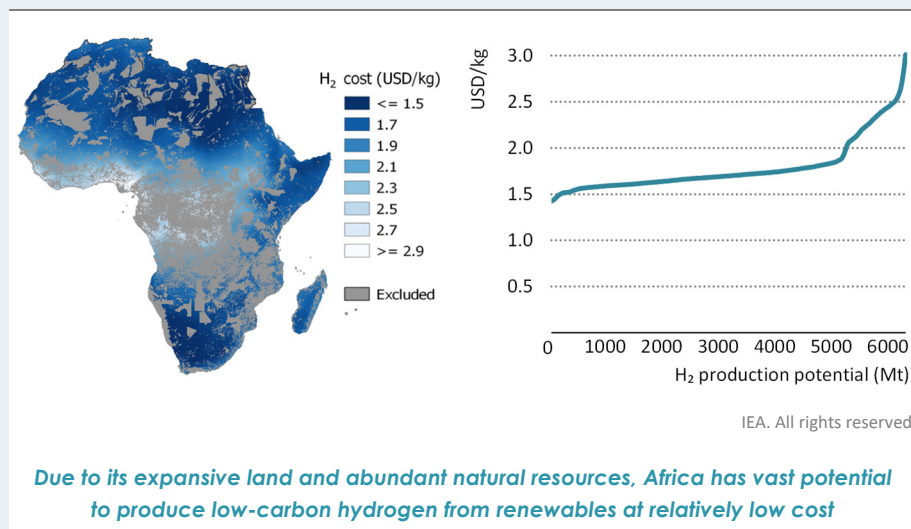 H₂ cost (USD/kg)
<= 1.5
1.7
1.9
2.1
2.3
2.5
2.7
>= 2.9
Excluded
USD/kg
3.0
2.5
2.0
1.5
1.0
0.5
0 1000 2000 3000 4000 5000 6000
H₂ production potential (Mt)
IEA. All rights reserved
Due to its expansive land and abundant natural resources, Africa has vast potential
to produce low-carbon hydrogen from renewables at relatively low cost